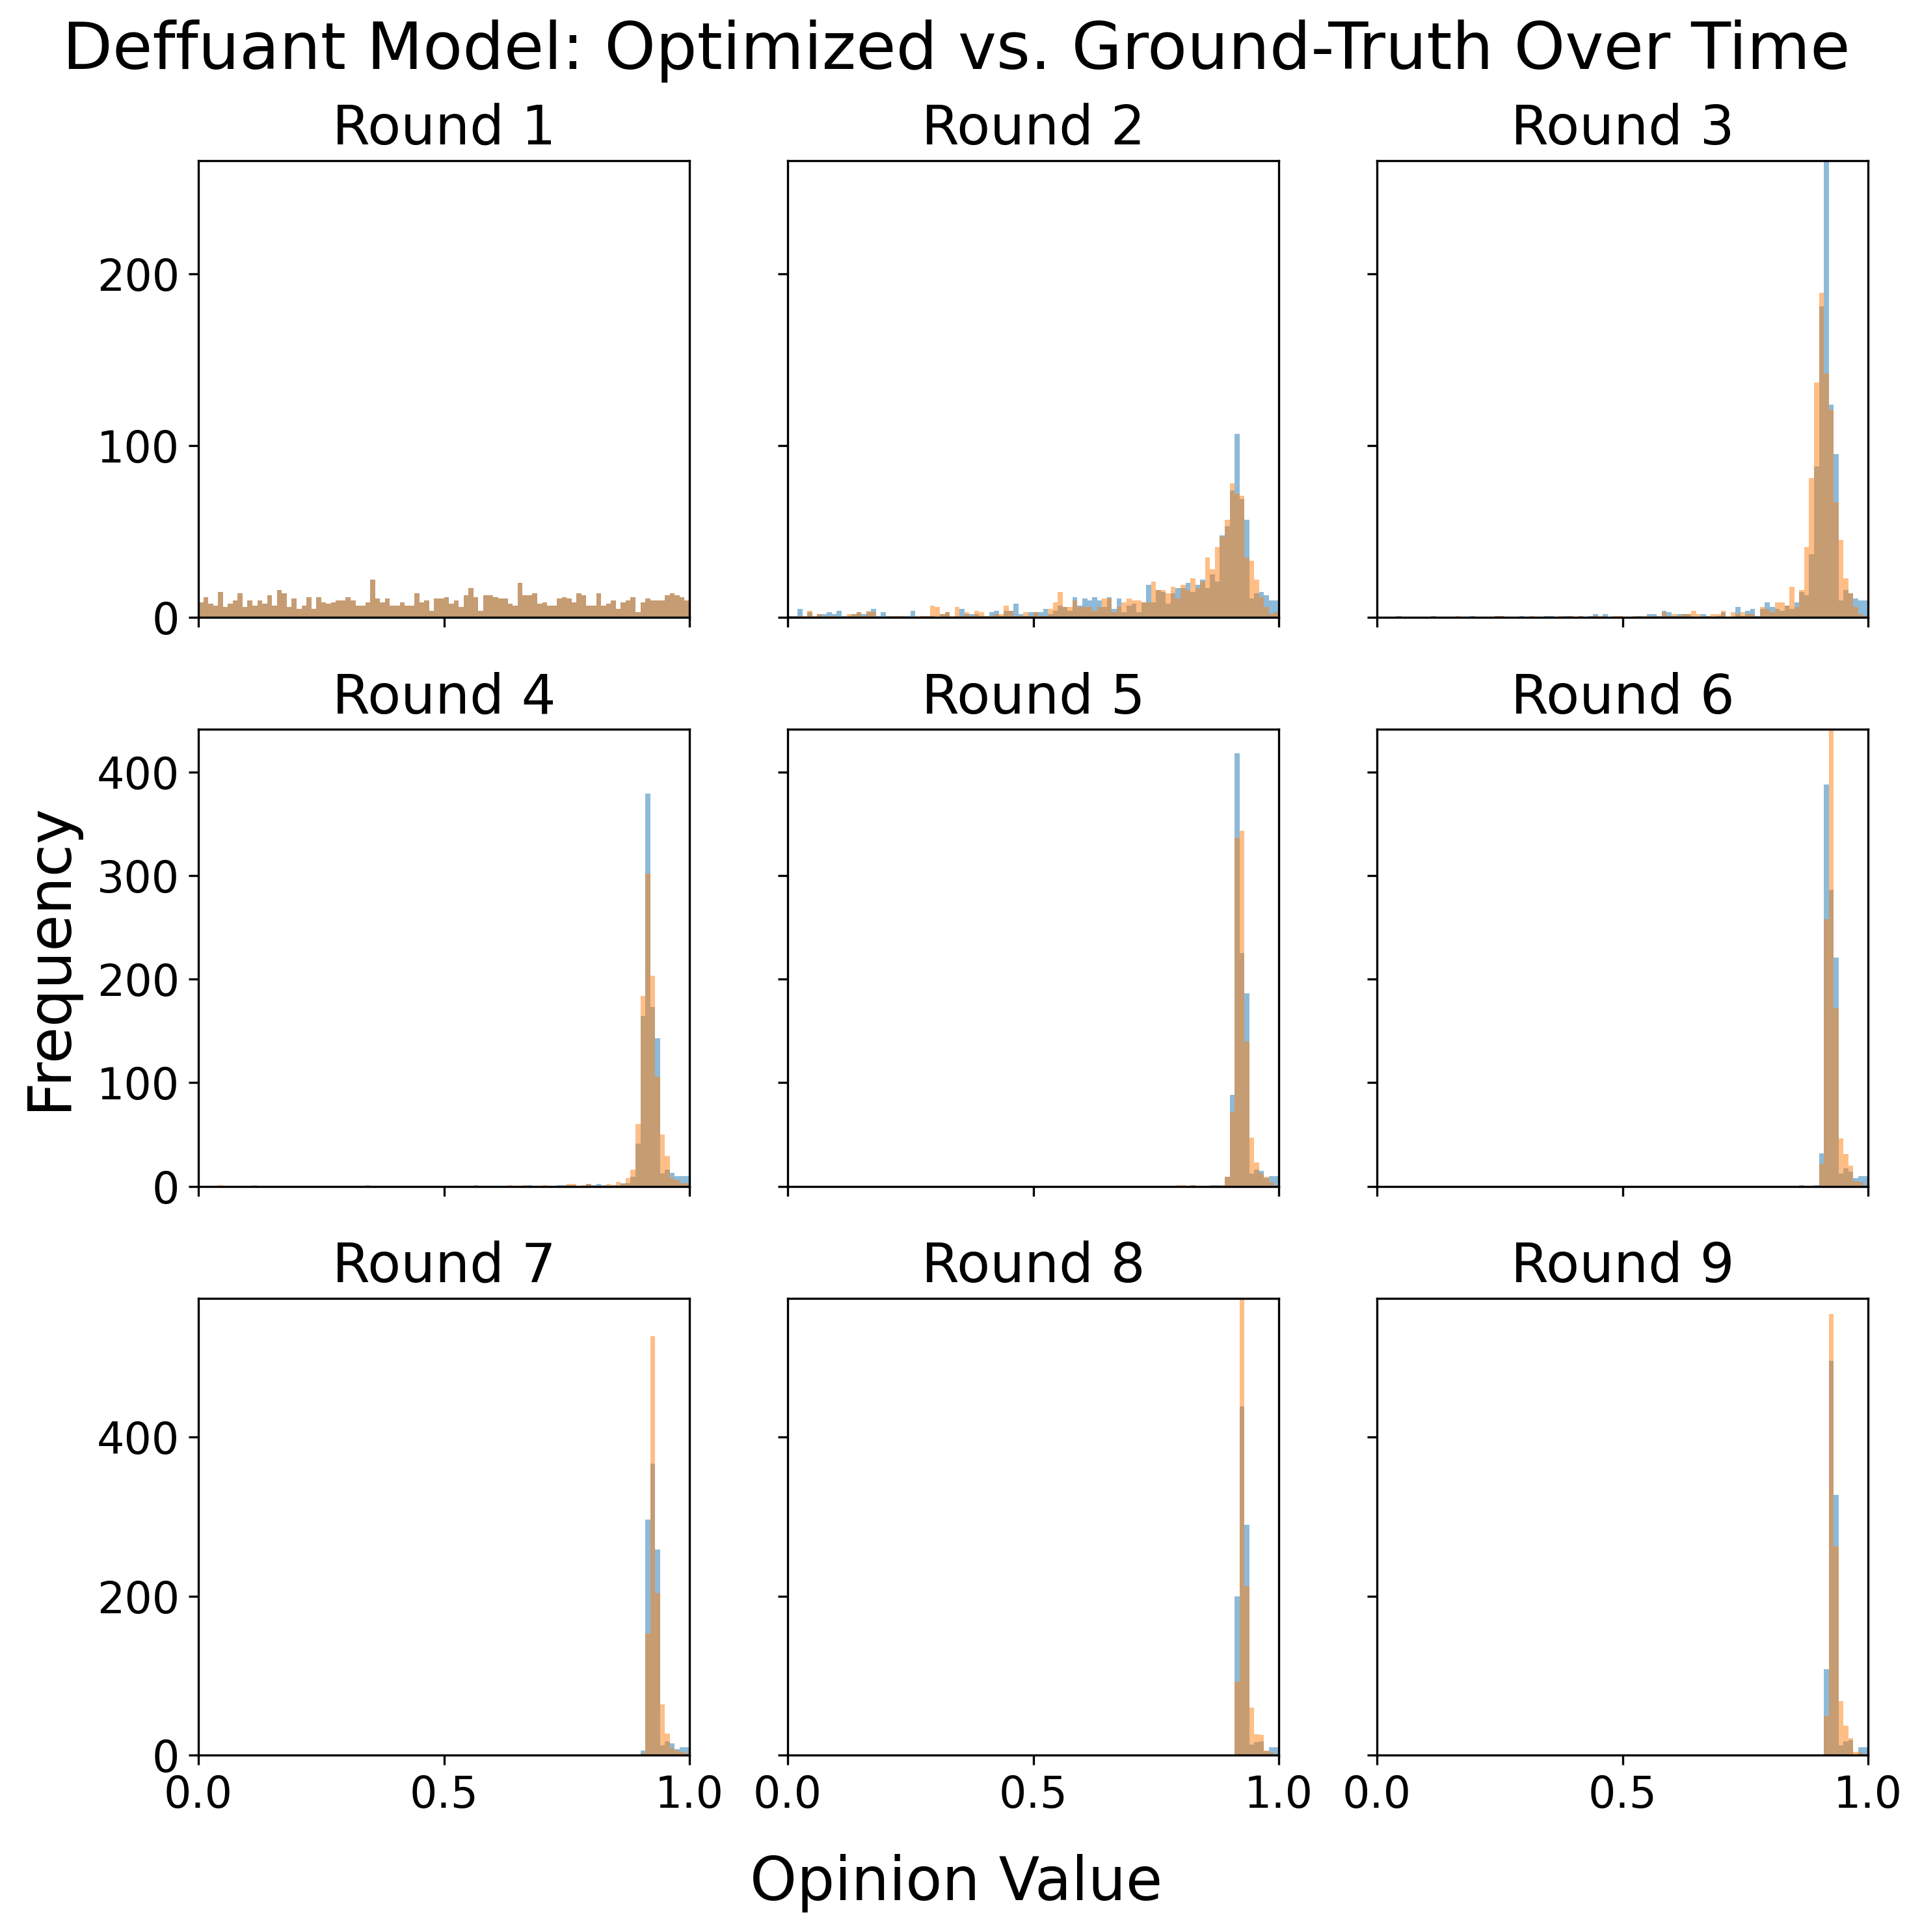 Deffuant Model: Optimized vs. Ground-Truth Over Time
Round 1
Round 2
Round 3
200
100
0
Round 4
Round 5
Round 6
400
300
200
100
0
Frequency
Round 7
Round 8
Round 9
400
200
0
0.0 0.5 1.0 0.0 0.5 1.0 0.0 0.5 1.0
Opinion Value